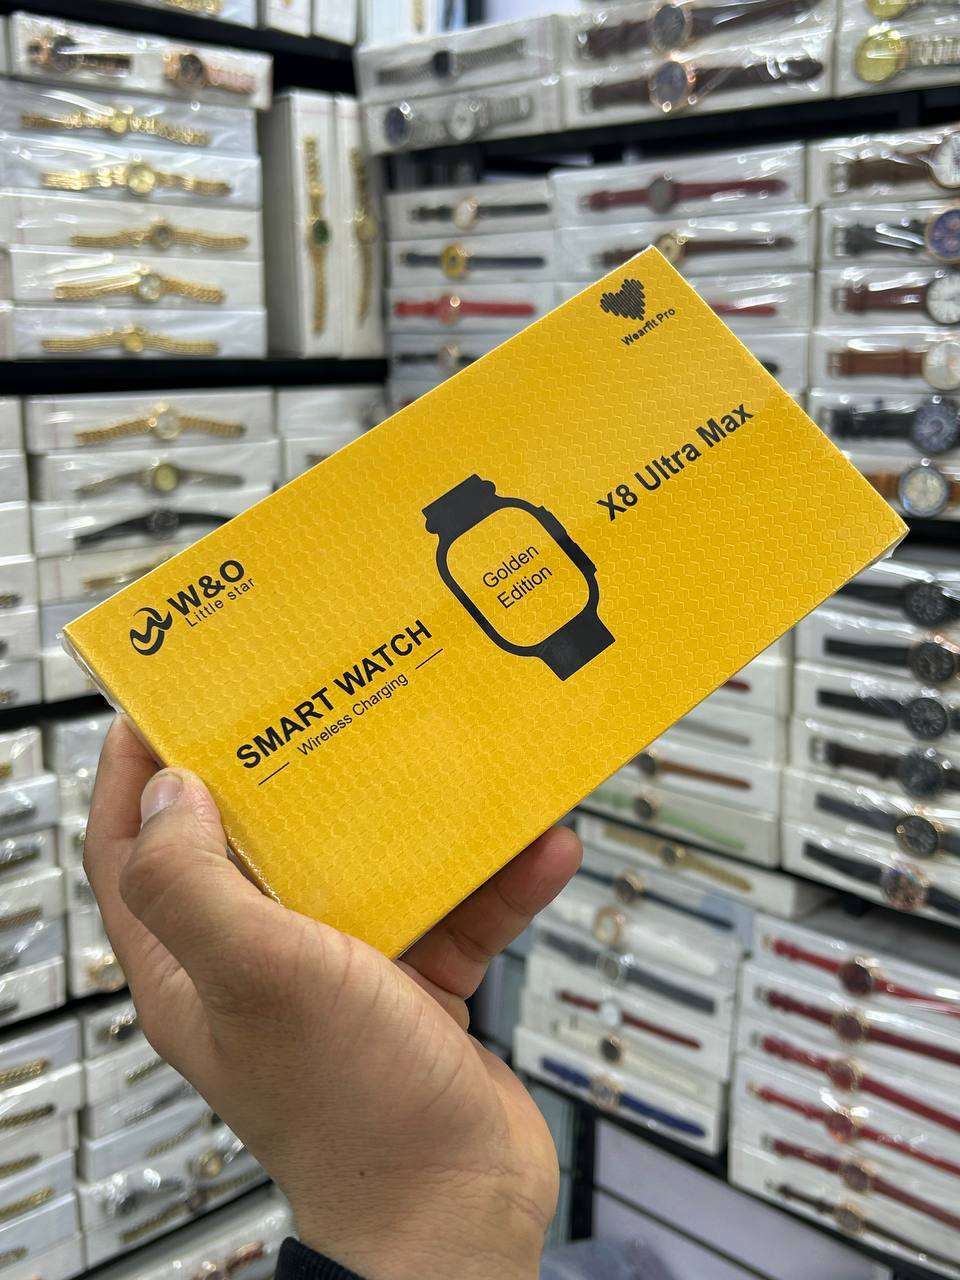 Wearfit Pro
X8 Ultra Max
Golden
Edition
W&O
Little star
SMART WATCH
Wireless Charging